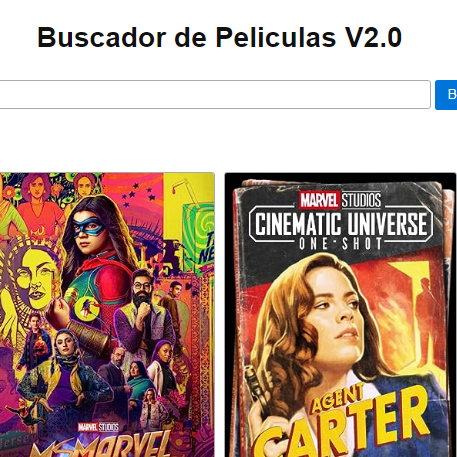 Buscador de Peliculas V2.0
B
MARVEL STUDIOS
CINEMATIC UNIVERSE
ONE-SHOT
AGENT
CARTER
MARVEL STUDIOS
MS. MARVEL